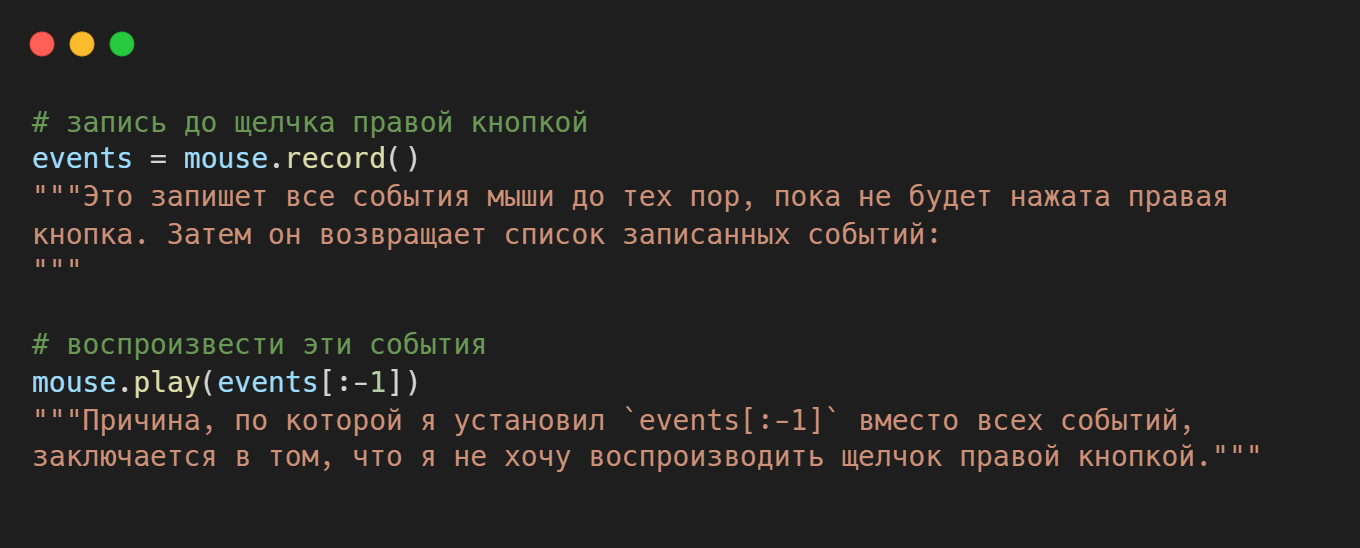 # запись до щелчка правой кнопкой
events = mouse.record()
"""Это запишет все события мыши до тех пор, пока не будет нажата правая
кнопка. Затем он возвращает список записанных событий:
"""
# воспроизвести эти события
mouse.play(events[:-1])
"""Причина, по которой я установил `events[:-1]` вместо всех событий,
заключается в том, что я не хочу воспроизводить щелчок правой кнопкой."""